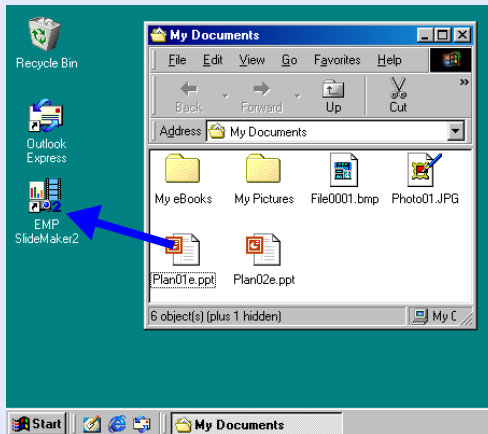 Recycle Bin
Outlook
Express
EMP
SlideMaker2
My Documents
File Edit View Go Favorites Help
Back Forward Up Cut »
Address My Documents
My eBooks My Pictures File0001.bmp Photo01.JPG
Plan01e.ppt Plan02e.ppt
6 object(s) (plus 1 hidden) My C
Start My Documents